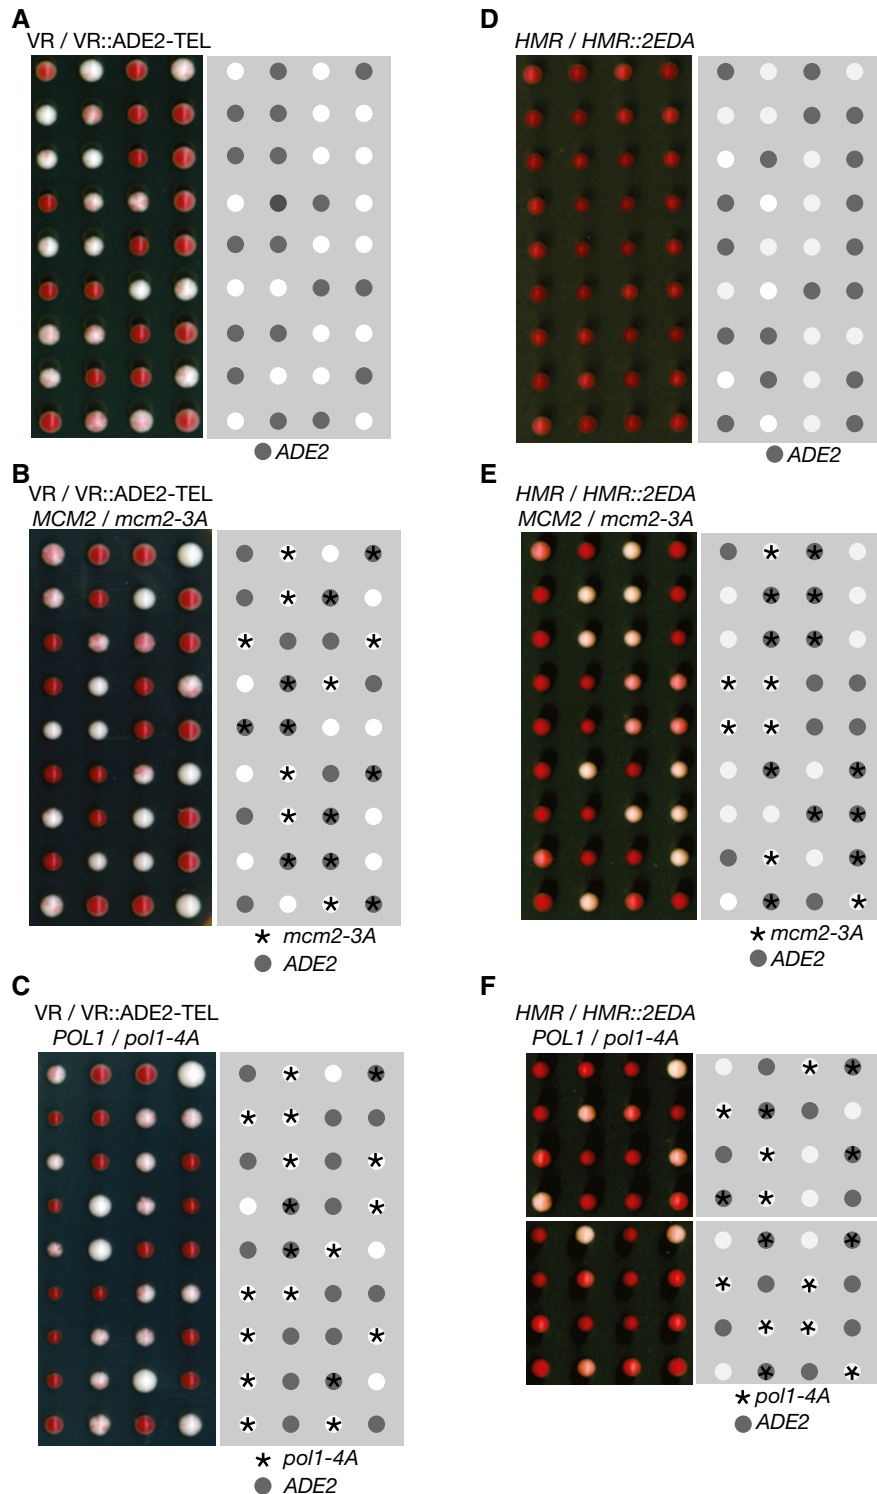 A
VR / VR::ADE2-TEL
ADE2
B
VR / VR::ADE2-TEL
MCM2 / mcm2-3A
* mcm2-3A
ADE2
C
VR / VR::ADE2-TEL
POL1 / pol1-4A
* pol1-4A
ADE2
D
HMR / HMR::2EDA
ADE2
E
HMR / HMR::2EDA
MCM2 / mcm2-3A
* mcm2-3A
ADE2
F
HMR / HMR::2EDA
POL1 / pol1-4A
* pol1-4A
ADE2